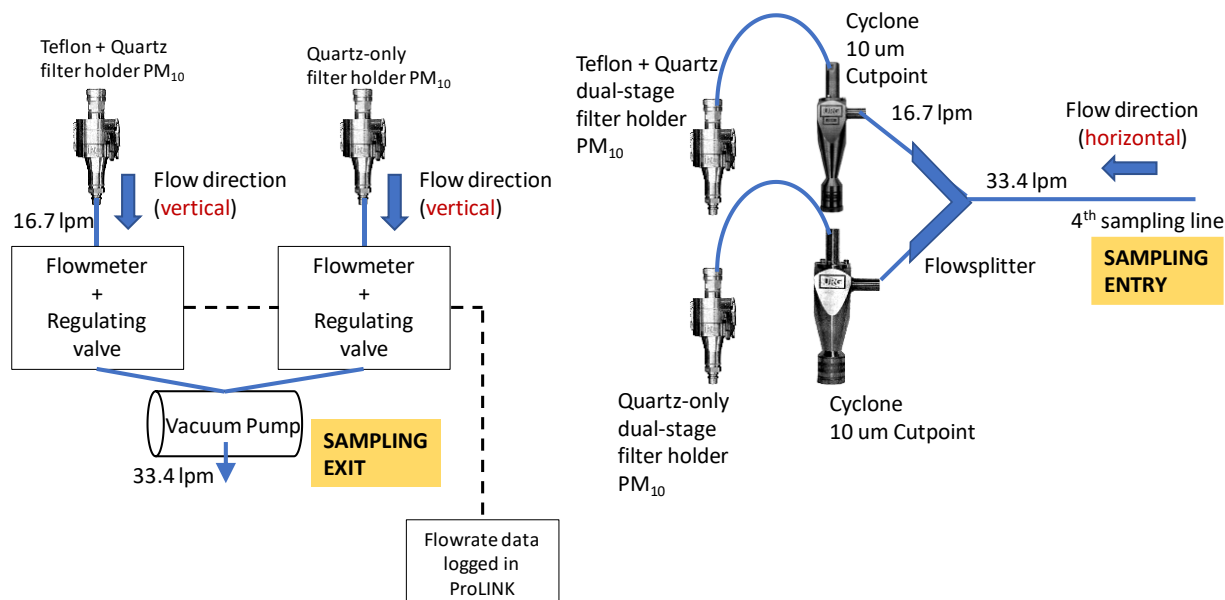 Teflon + Quartz
filter holder PM10
Quartz-only
filter holder PM10
Flow direction
(vertical)
Flow direction
(vertical)
16.7 lpm
Flowmeter
+
Regulating
valve
Flowmeter
+
Regulating
valve
Vacuum Pump
SAMPLING
EXIT
33.4 lpm
Flowrate data
logged in
ProLINK
Teflon + Quartz
dual-stage
filter holder
PM10
Cyclone
10 um
Cutpoint
16.7 lpm
Flow direction
(horizontal)
33.4 lpm
4th sampling line
SAMPLING
ENTRY
Flowsplitter
Quartz-only
dual-stage
filter holder
PM10
Cyclone
10 um Cutpoint